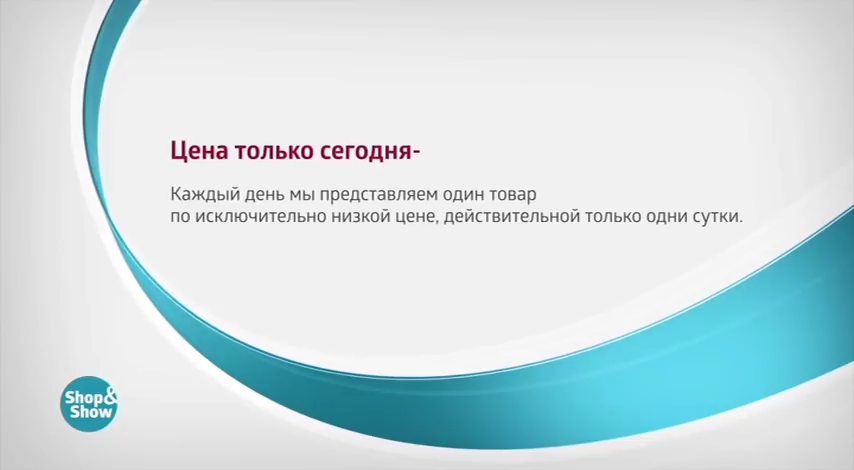 Цена только сегодня-
Каждый день мы представляем один товар
по исключительно низкой цене, действительной только одни сутки.
Shop&
Show